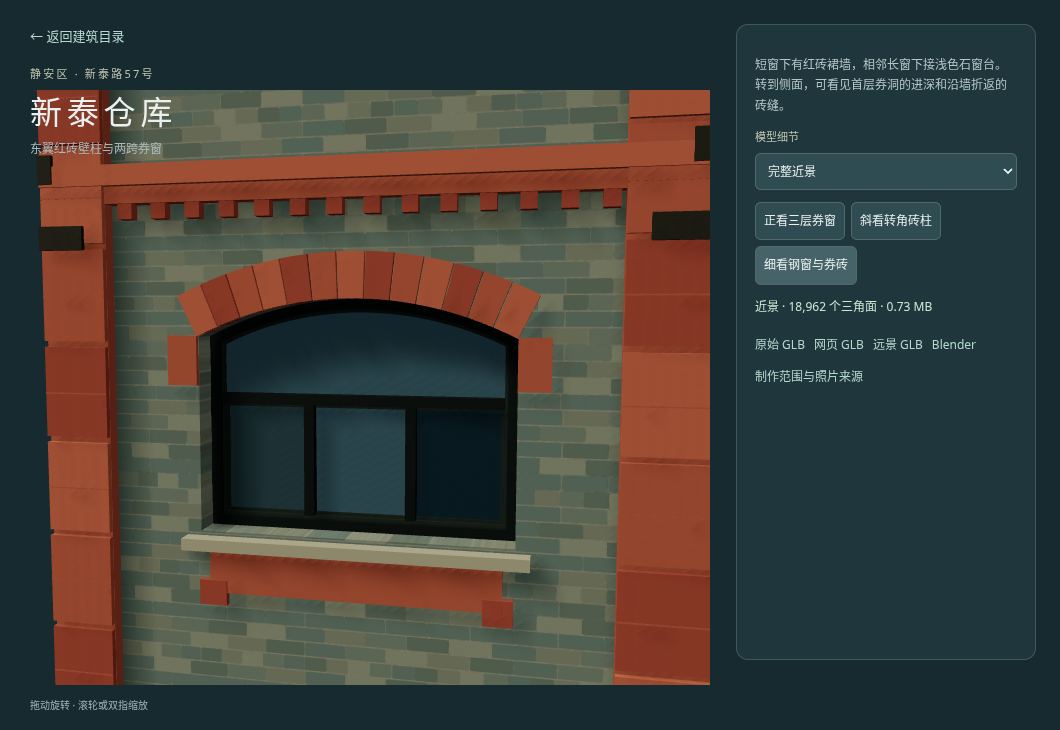 ← 返回建筑目录
静安区 · 新泰路57号
新泰仓库
东翼红砖壁柱与两跨券窗
短窗下有红砖裙墙，相邻长窗下接浅色石窗台。
转到侧面，可看见首层券洞的进深和沿墙折返的
砖缝。
模型细节
完整近景
正看三层券窗
斜看转角砖柱
细看钢窗与券砖
近景 · 18,962 个三角面 · 0.73 MB
原始 GLB 网页 GLB 远景 GLB Blender
制作范围与照片来源
拖动旋转 · 滚轮或双指缩放